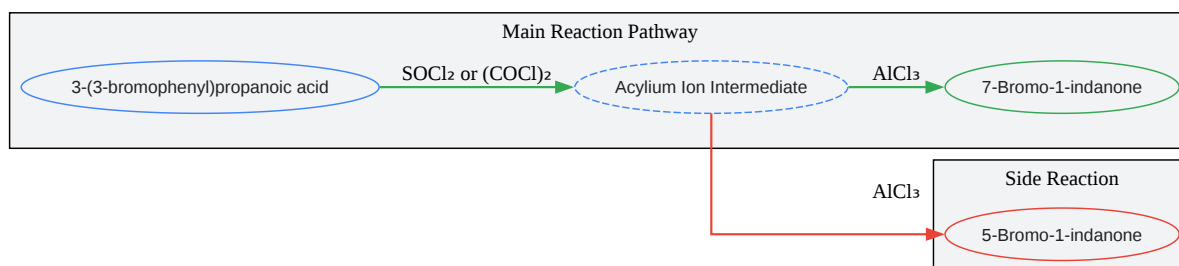 Main Reaction Pathway
3-(3-bromophenyl)propanoic acid
SOCl₂ or (COCl)₂
Acylium Ion Intermediate
AlCl₃
7-Bromo-1-indanone
AlCl₃
Side Reaction
5-Bromo-1-indanone